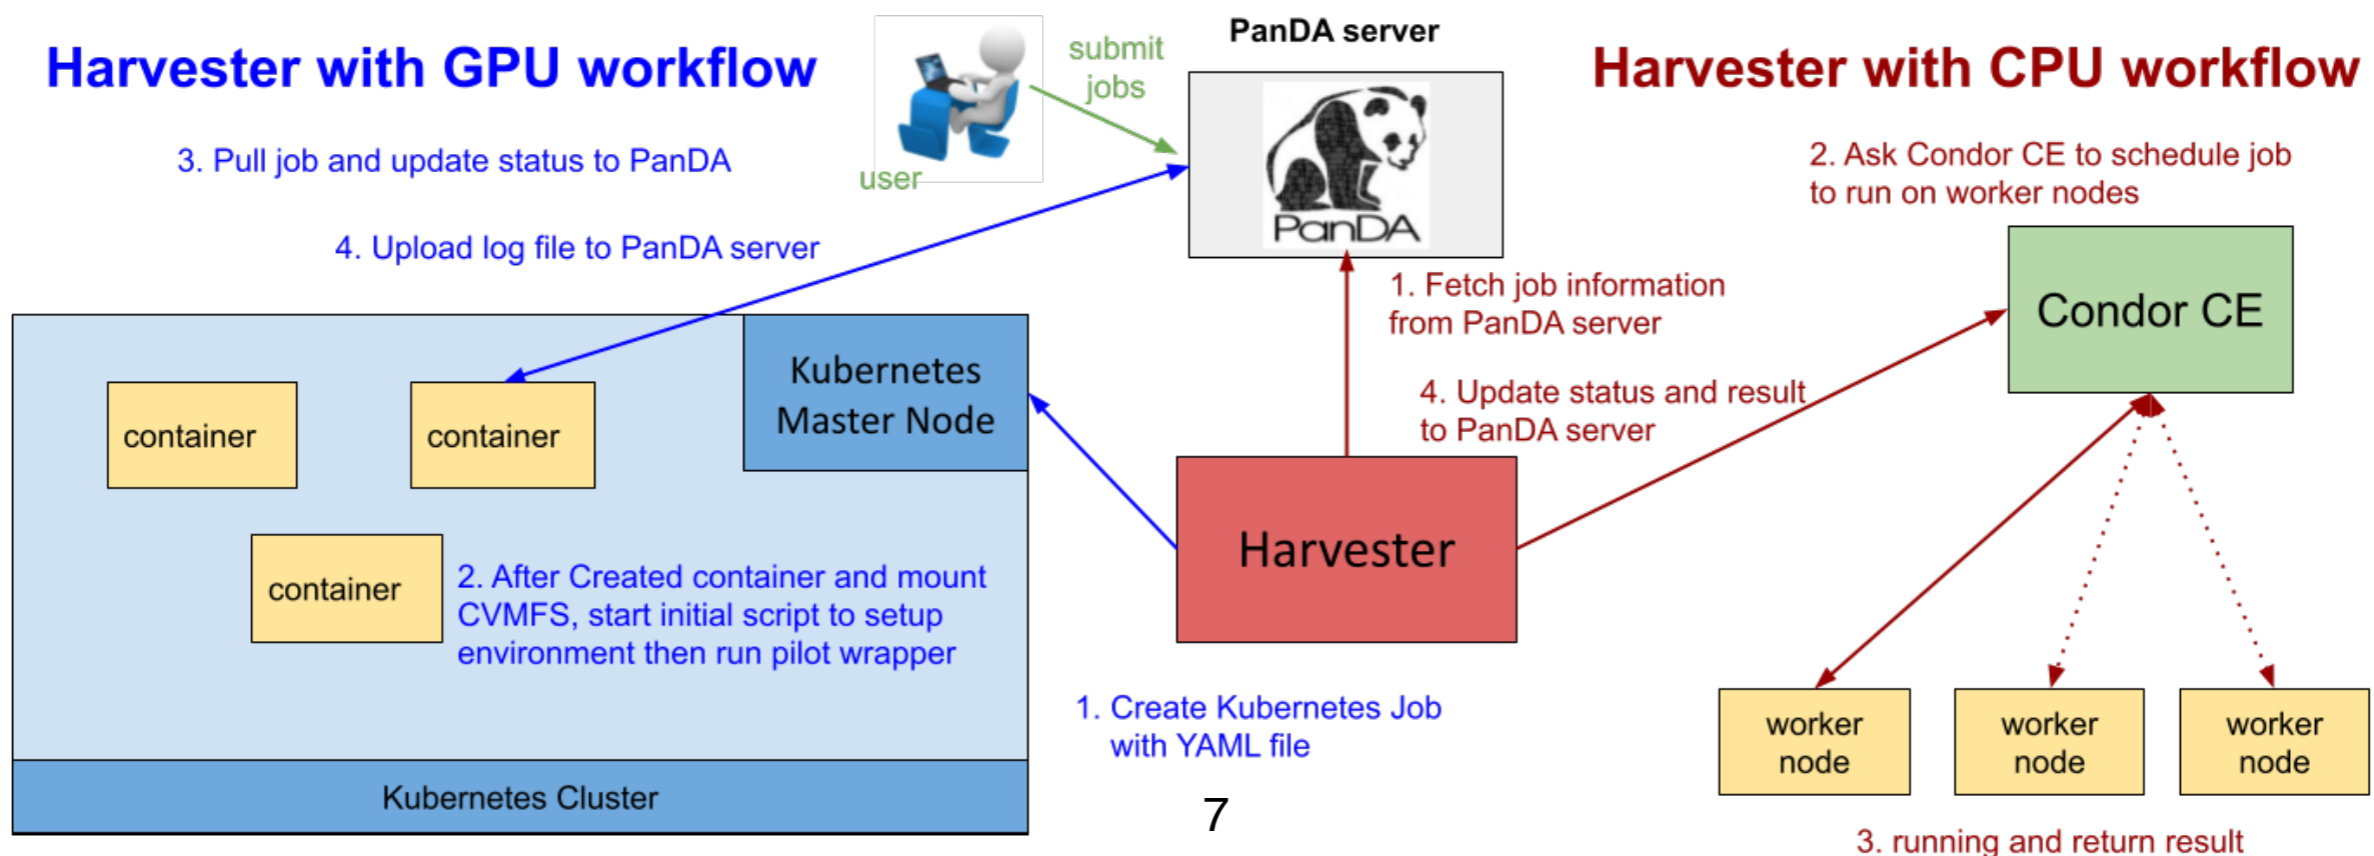 Harvester with GPU workflow
submit
jobs
user
PanDA server
PanDA
Harvester with CPU workflow
3. Pull job and update status to PanDA
4. Upload log file to PanDA server
2. Ask Condor CE to schedule job
to run on worker nodes
1. Fetch job information
from PanDA server
Condor CE
4. Update status and result
to PanDA server
Kubernetes
Master Node
container
container
container
2. After Created container and mount
CVMFS, start initial script to setup
environment then run pilot wrapper
Harvester
1. Create Kubernetes Job
with YAML file
Kubernetes Cluster
worker
node
worker
node
worker
node
3. running and return result
7